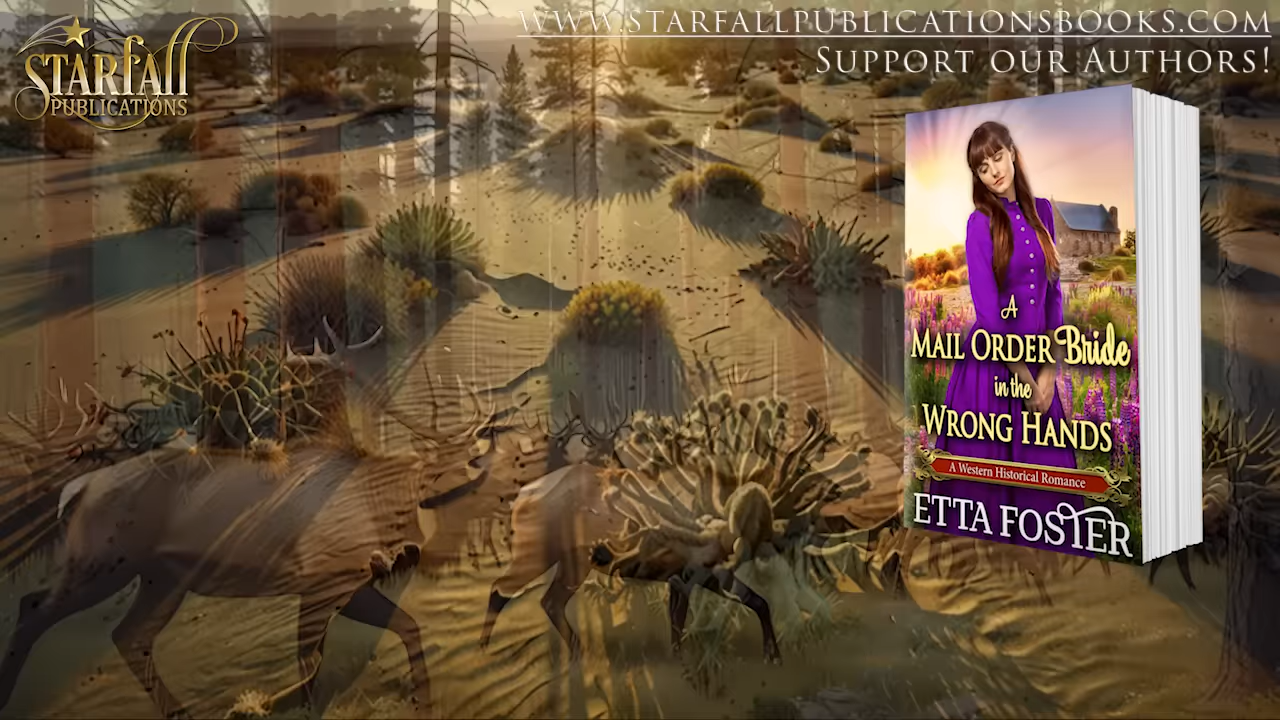 STARFALL
PUBLICATIONS
WWW.STARFALLPUBLICATIONSBOOKS.COM
SUPPORT OUR AUTHORS!
A
MAIL ORDER Bride
in the
WRONG HANDS
A Western Historical Romance
ETTA FOSTER